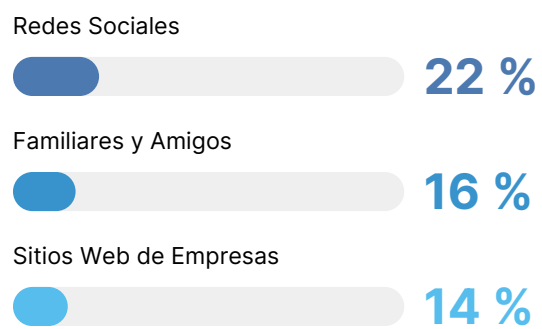 Redes Sociales
22 %
Familiares y Amigos
16 %
Sitios Web de Empresas
14 %